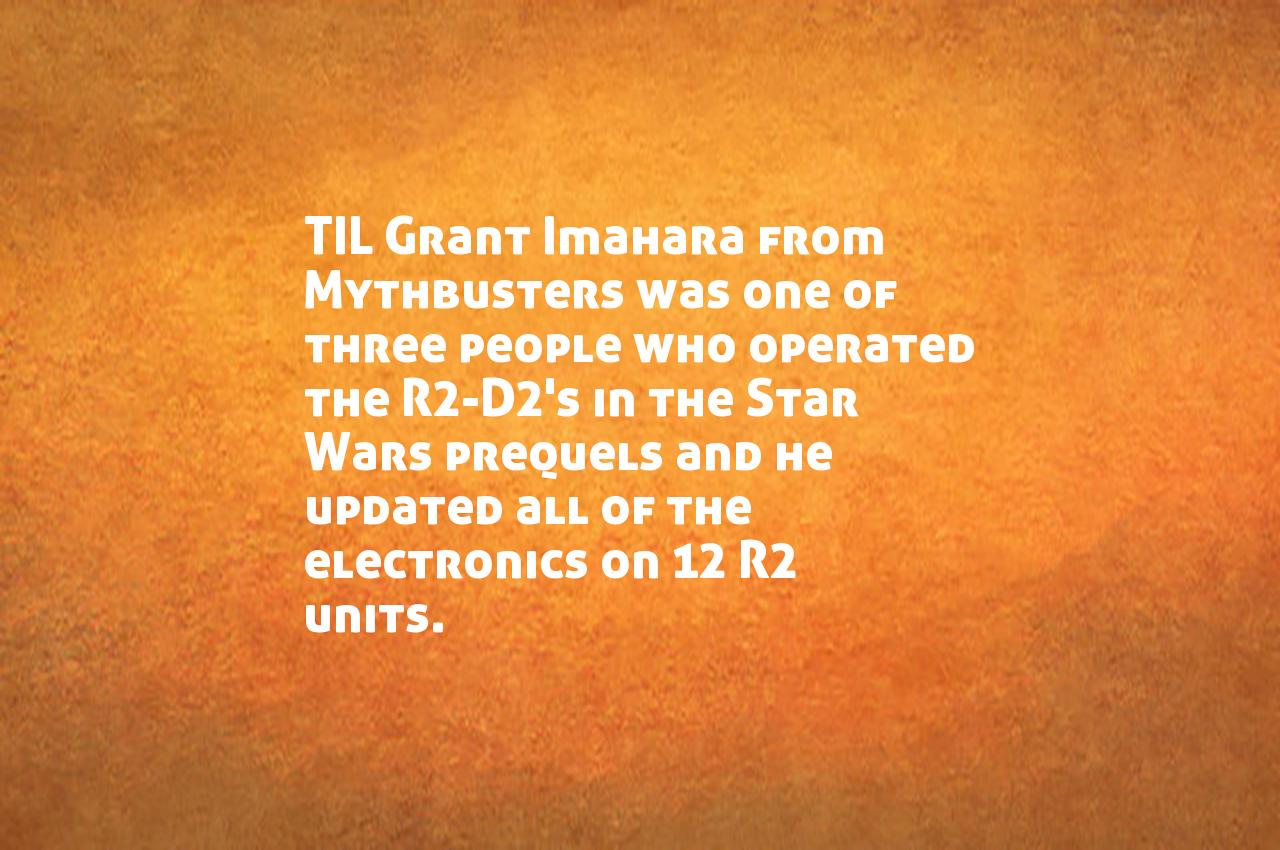 TIL Grant Imahara from
Mythbusters was one of
three people who operated
the R2-D2's in the Star
Wars prequels and he
updated all of the
electronics on 12 R2
units.